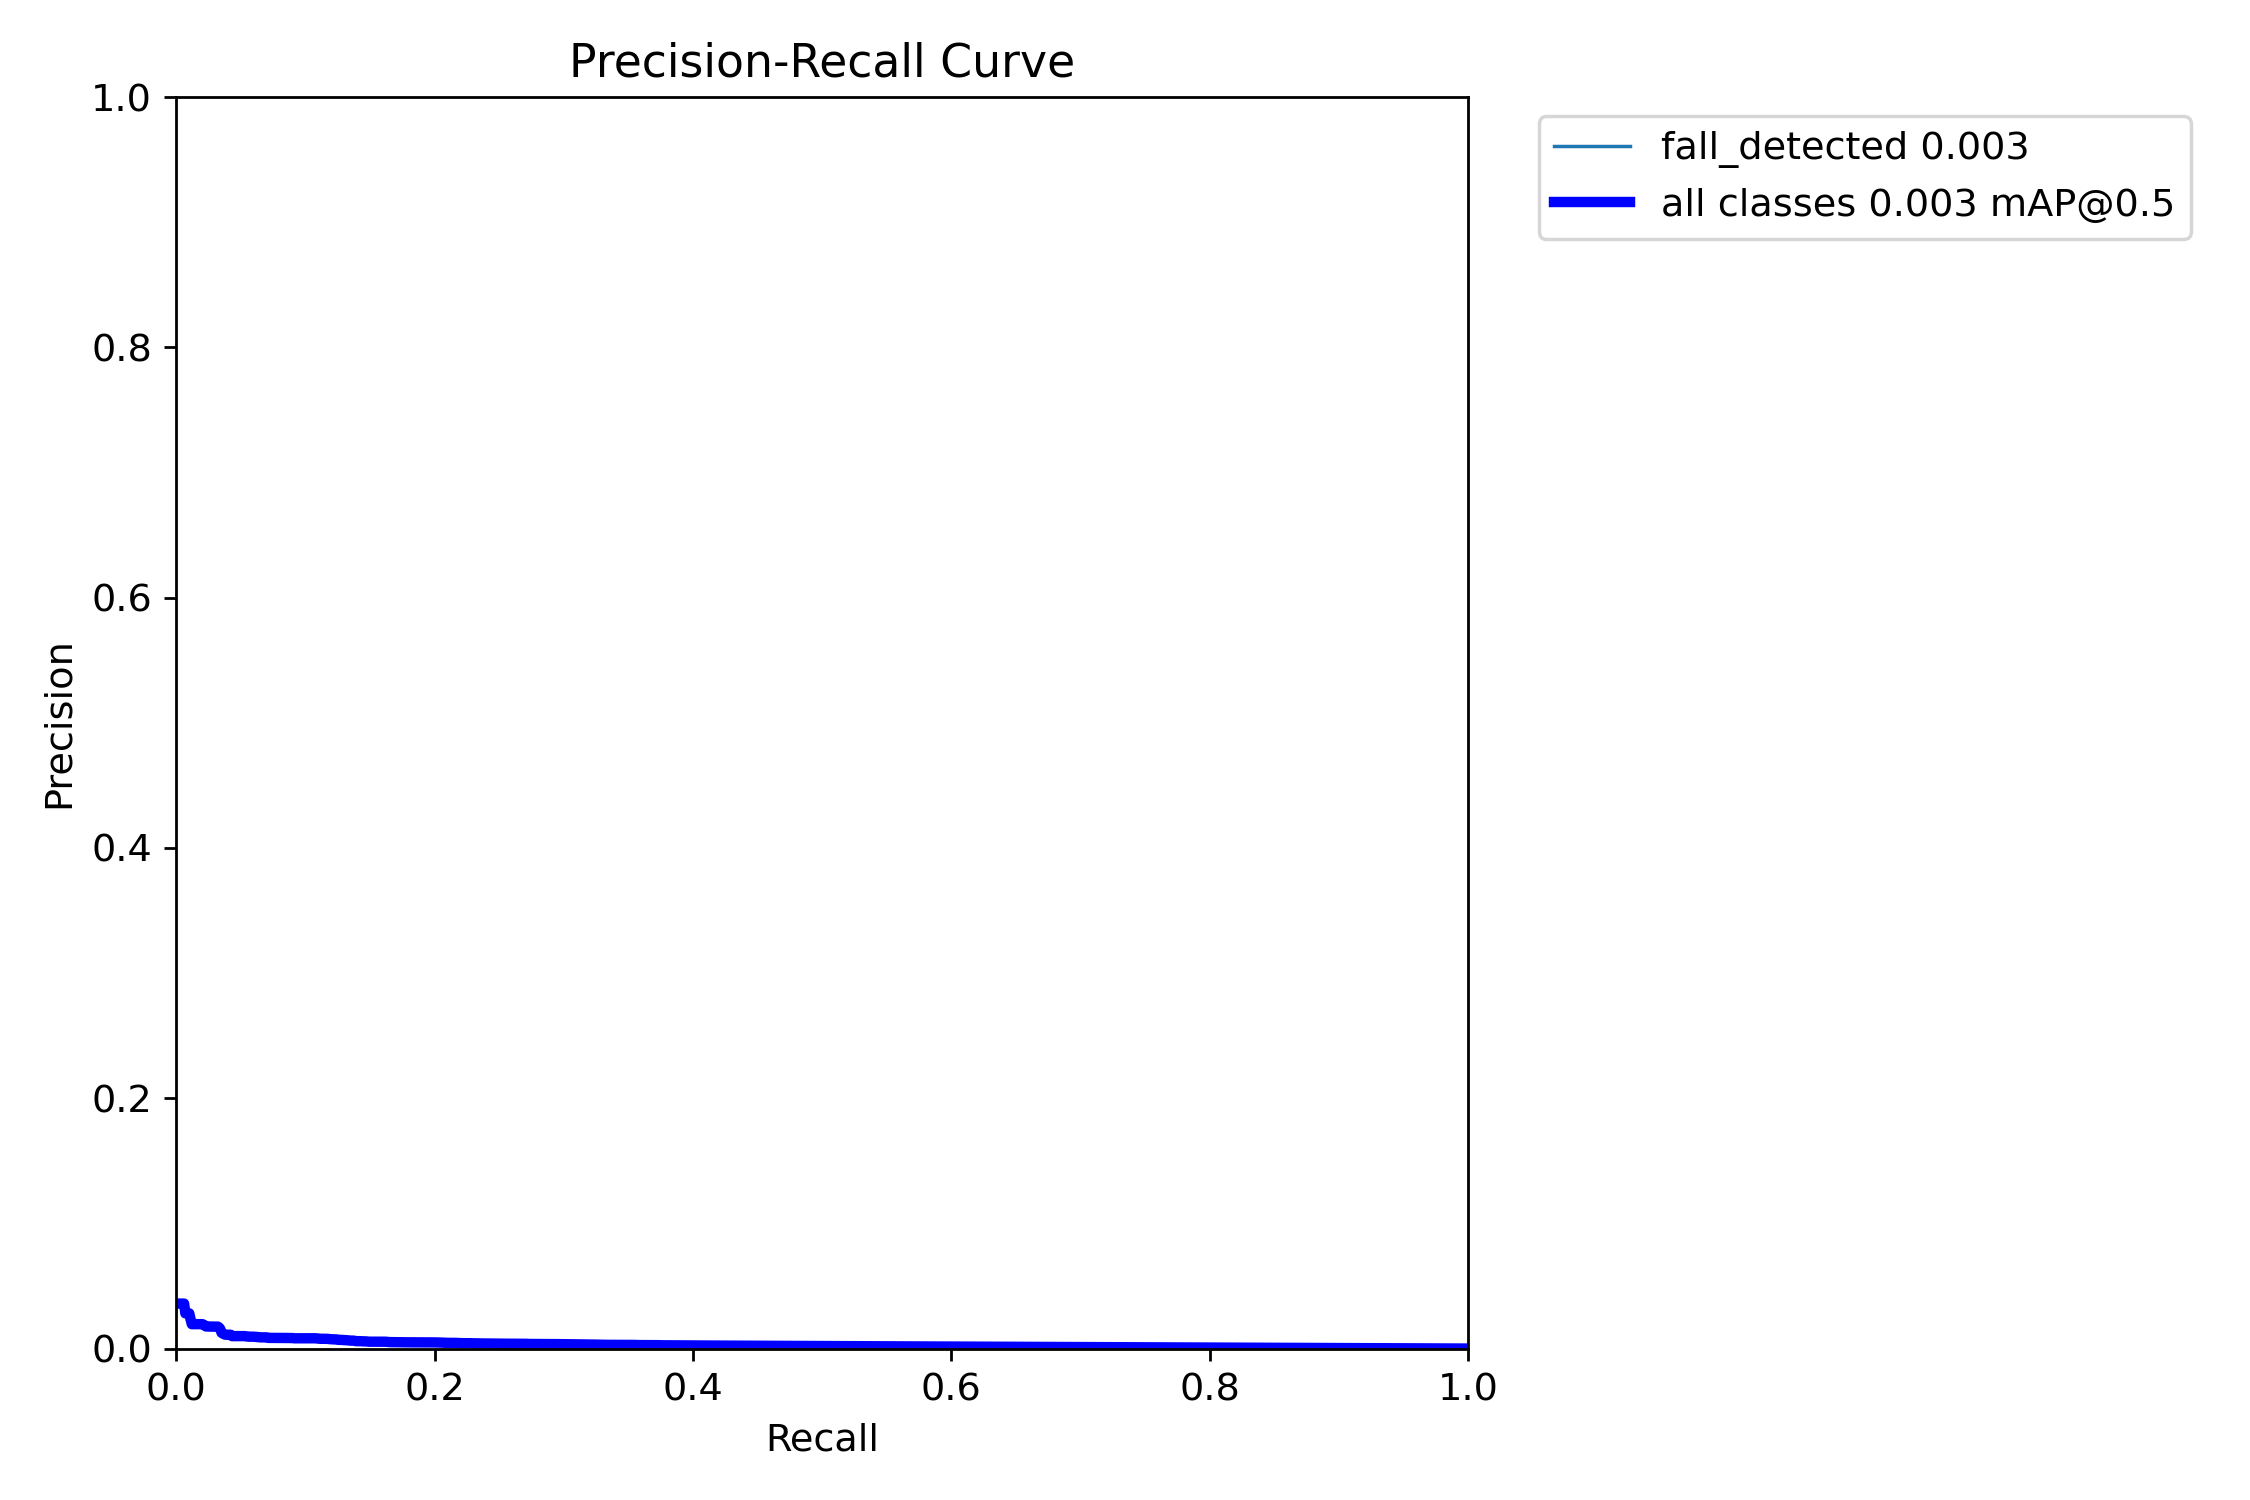 Precision-Recall Curve
1.0
0.8
0.6
0.4
0.2
0.0
Precision
0.0 0.2 0.4 0.6 0.8 1.0
Recall
fall_detected 0.003
all classes 0.003 mAP@0.5